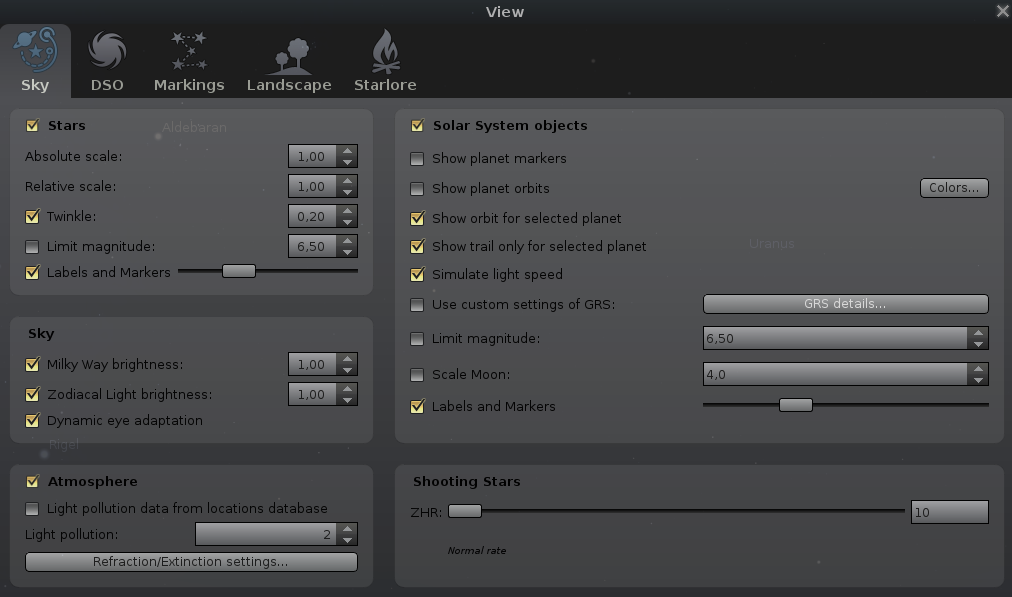 View
Sky
DSO
Markings
Landscape
Starlore
Stars
Aldebaran
Absolute scale: 1,00
Relative scale: 1,00
Twinkle: 0,20
Limit magnitude: 6,50
Labels and Markers
Sky
Milky Way brightness: 1,00
Zodiacal Light brightness: 1,00
Dynamic eye adaptation
Rigel
Atmosphere
Light pollution data from locations database
Light pollution: 2
Refraction/Extinction settings...
Solar System objects
Show planet markers
Show planet orbits Colors...
Show orbit for selected planet
Show trail only for selected planet
Uranus
Simulate light speed
Use custom settings of GRS: GRS details...
Limit magnitude: 6,50
Scale Moon: 4,0
Labels and Markers
Shooting Stars
ZHR: 10
Normal rate